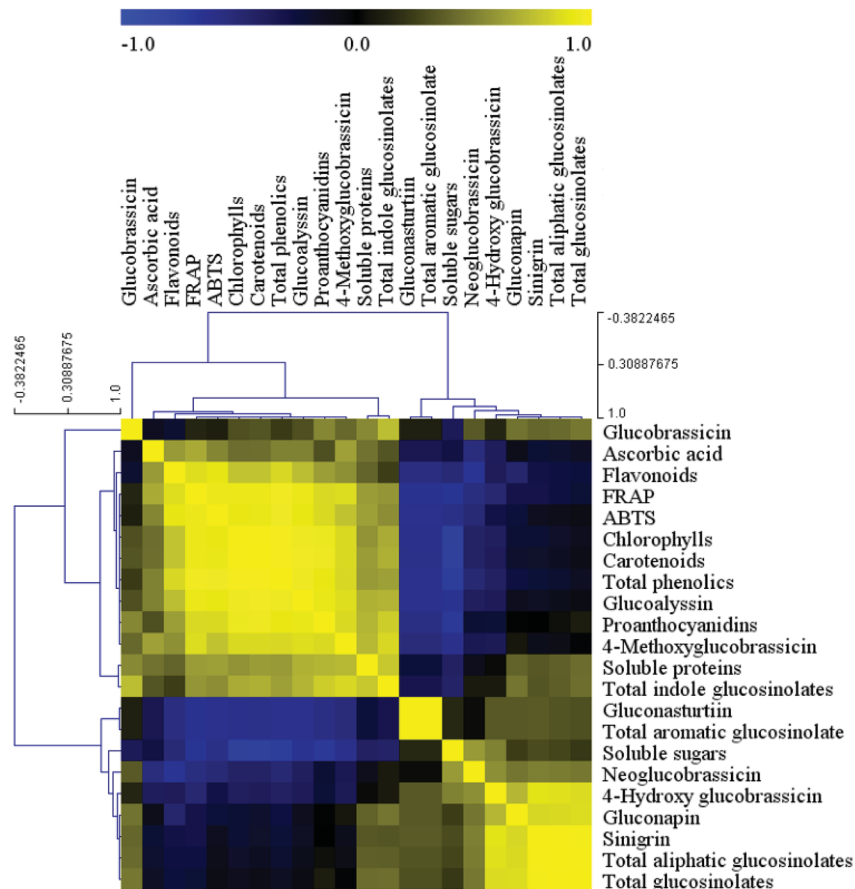 -1.0 0.0 1.0
Glucobrassicin
Ascorbic acid
Flavonoids
FRAP
ABTS
Chlorophylls
Carotenoids
Total phenolics
Glucoalyssin
Proanthocyanidins
4-Methoxyglucobrassicin
Soluble proteins
Total indole glucosinolates
Gluconasturtiin
Total aromatic glucosinolate
Soluble sugars
Neoglucobrassicin
4-Hydroxy glucobrassicin
Gluconapin
Sinigrin
Total aliphatic glucosinolates
Total glucosinolates
-0.3822465
0.30887675
1.0
-0.3822465
0.30887675
1.0
Glucobrassicin
Ascorbic acid
Flavonoids
FRAP
ABTS
Chlorophylls
Carotenoids
Total phenolics
Glucoalyssin
Proanthocyanidins
4-Methoxyglucobrassicin
Soluble proteins
Total indole glucosinolates
Gluconasturtiin
Total aromatic glucosinolate
Soluble sugars
Neoglucobrassicin
4-Hydroxy glucobrassicin
Gluconapin
Sinigrin
Total aliphatic glucosinolates
Total glucosinolates